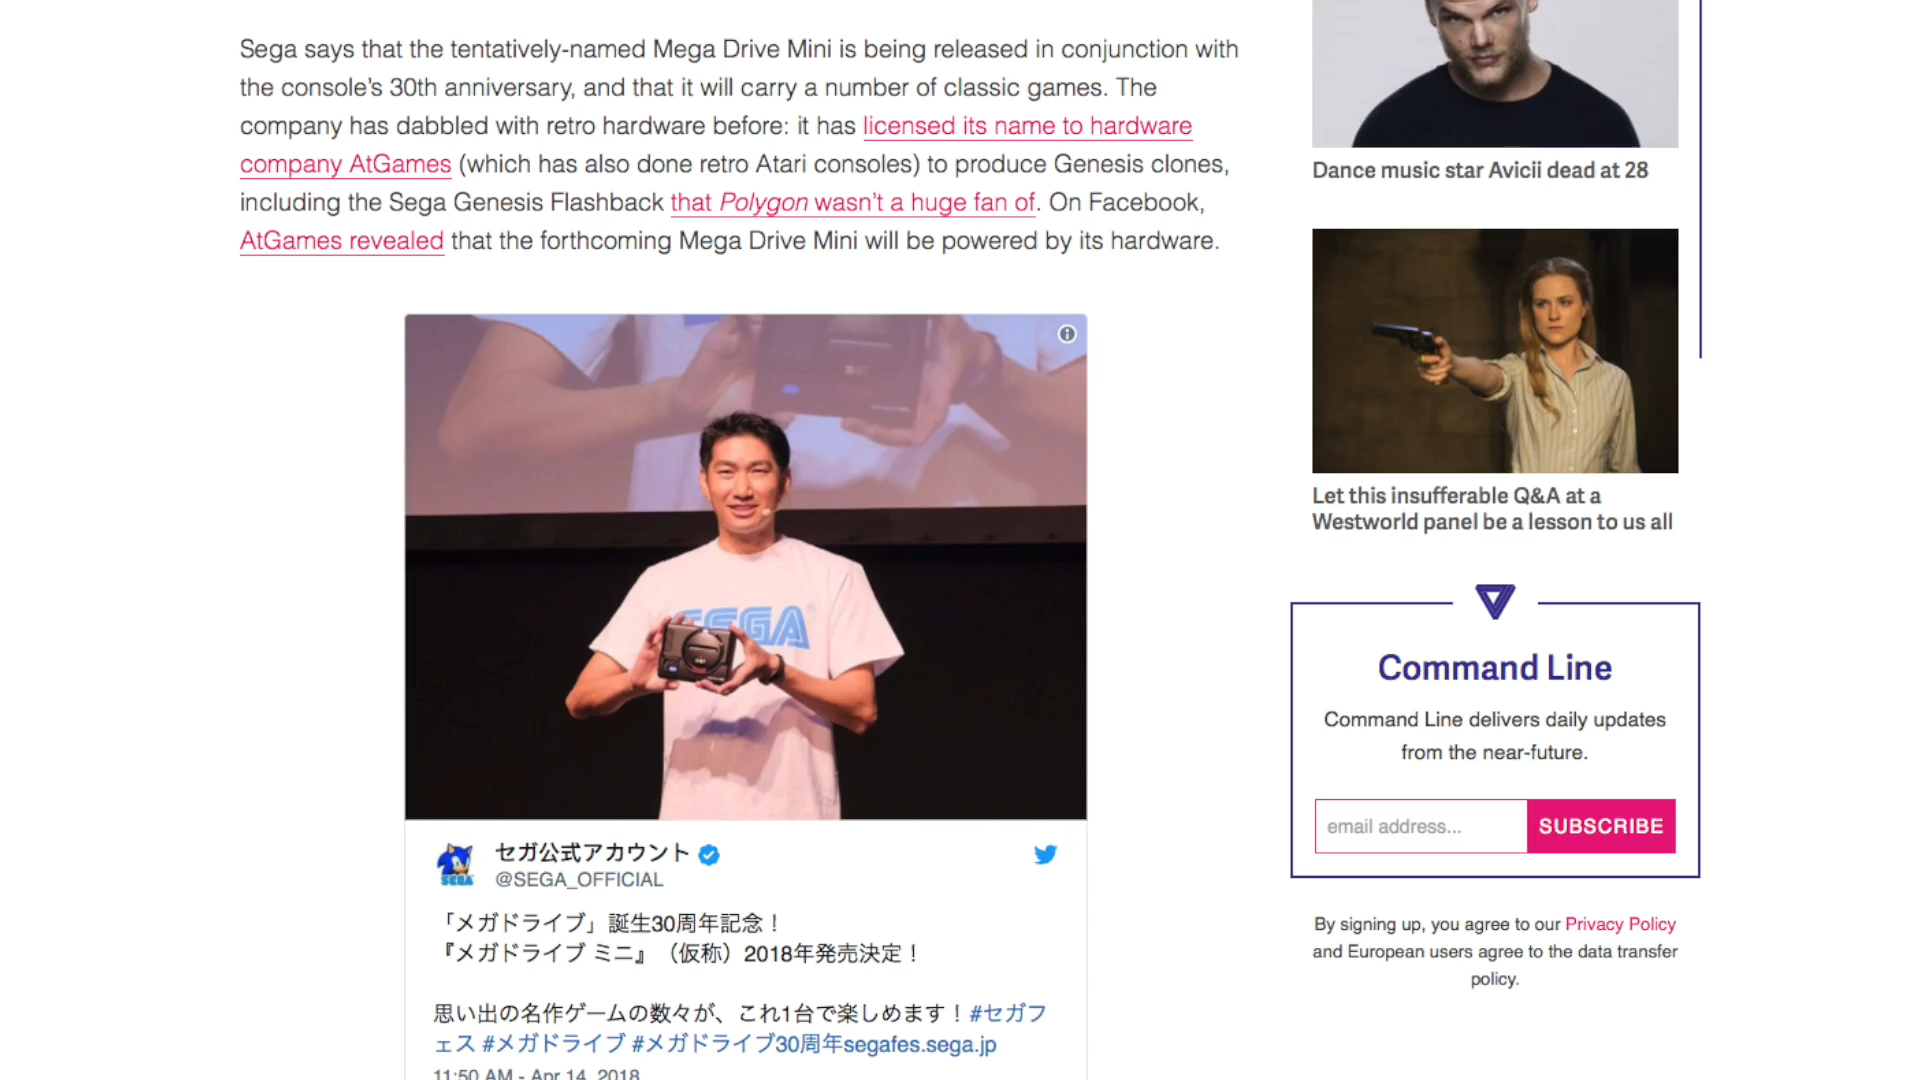 Sega says that the tentatively-named Mega Drive Mini is being released in conjunction with
the console's 30th anniversary, and that it will carry a number of classic games. The
company has dabbled with retro hardware before: it has licensed its name to hardware
company AtGames (which has also done retro Atari consoles) to produce Genesis clones,
including the Sega Genesis Flashback that Polygon wasn't a huge fan of. On Facebook,
AtGames revealed that the forthcoming Mega Drive Mini will be powered by its hardware.
SEGA
SEGA
セガ公式アカウント
@SEGA_OFFICIAL
「メガドライブ」誕生30周年記念！
『メガドライブ ミニ』（仮称）2018年発売決定！
思い出の名作ゲームの数々が、これ1台で楽しめます！#セガフ
ェス #メガドライブ #メガドライブ30周年segafes.sega.jp
11:50 AM - Apr 14, 2018
Dance music star Avicii dead at 28
Let this insufferable Q&A at a
Westworld panel be a lesson to us all
Command Line
Command Line delivers daily updates
from the near-future.
email address...
SUBSCRIBE
By signing up, you agree to our Privacy Policy
and European users agree to the data transfer
policy.